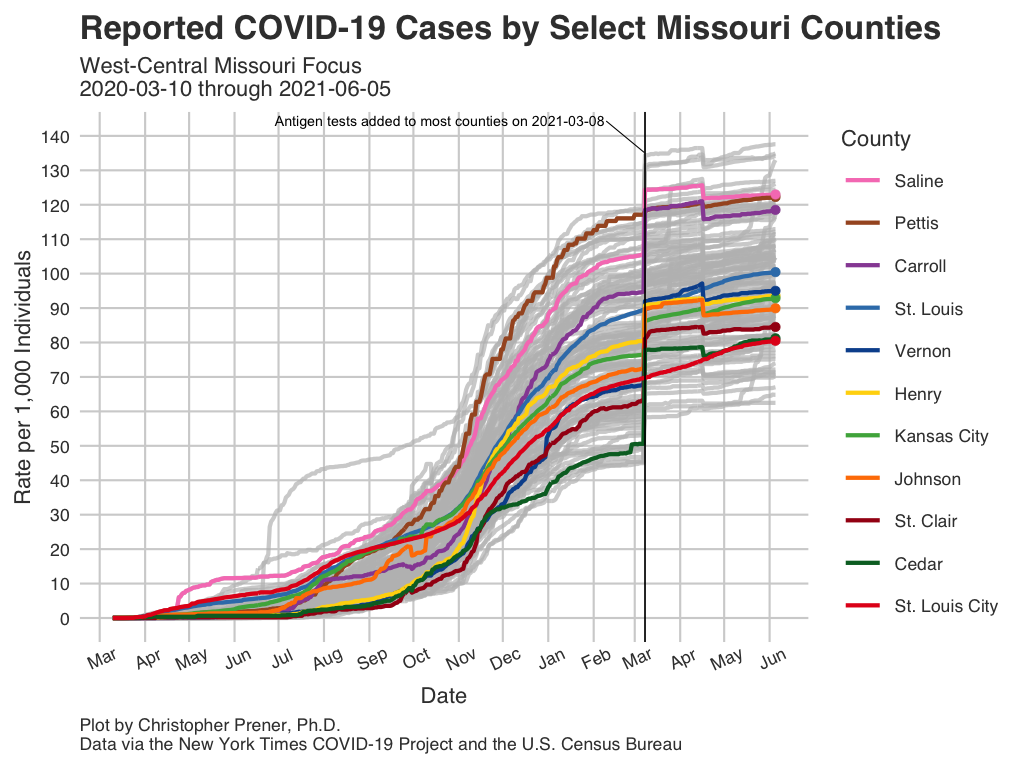 Reported COVID-19 Cases by Select Missouri Counties
West-Central Missouri Focus
2020-03-10 through 2021-06-05
Antigen tests added to most counties on 2021-03-08
Rate per 1,000 Individuals
140
130
120
110
100
90
80
70
60
50
40
30
20
10
0
Mar Apr May Jun Jul Aug Sep Oct Nov Dec Jan Feb Mar Apr May Jun
Date
County
Saline
Pettis
Carroll
St. Louis
Vernon
Henry
Kansas City
Johnson
St. Clair
Cedar
St. Louis City
Plot by Christopher Prener, Ph.D.
Data via the New York Times COVID-19 Project and the U.S. Census Bureau